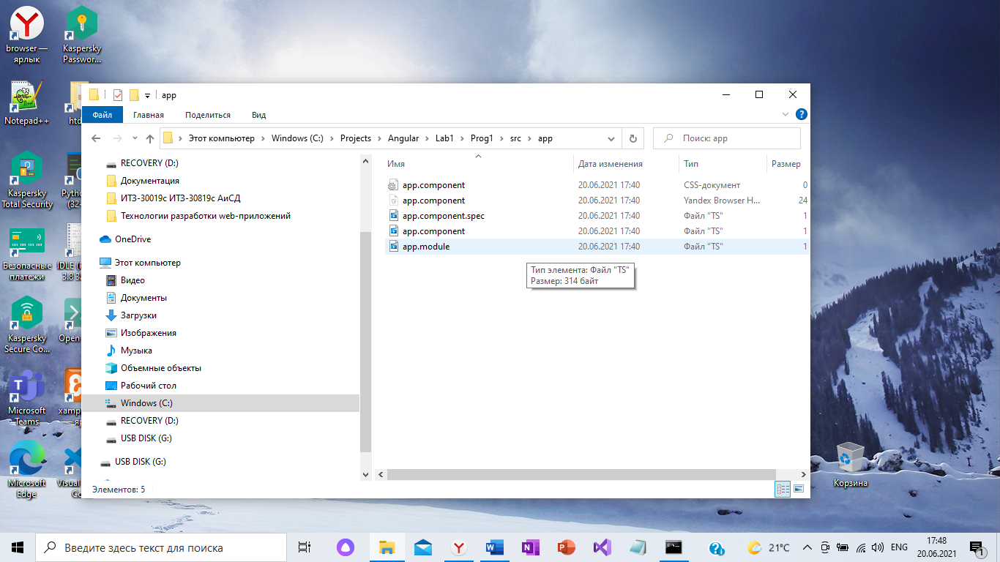 browser —
ярлык
Kaspersky
Passwor...
Notepad++
htd
Kaspersky
Total Security
Pytho
(32-
Безопасные
платежи
IDLE (
3.8 3
Kaspersky
Secure Co...
Open
Microsoft
Teams
xamp
— яр
Microsoft
Edge
Visual
Co
app
Файл
Главная
Поделиться
Вид
Этот компьютер
Windows (C:)
Projects
Angular
Lab1
Prog1
src
app
Поиск: app
RECOVERY (D:)
Документация
ИТЗ-30019с ИТЗ-30819с АиСД
Технологии разработки web-приложений
OneDrive
Этот компьютер
Видео
Документы
Загрузки
Изображения
Музыка
Объемные объекты
Рабочий стол
Windows (C:)
RECOVERY (D:)
USB DISK (G:)
USB DISK (G:)
Имя Дата изменения Тип Размер
app.component 20.06.2021 17:40 CSS-документ 0
app.component 20.06.2021 17:40 Yandex Browser H... 24
app.component.spec 20.06.2021 17:40 Файл "TS" 1
app.component 20.06.2021 17:40 Файл "TS" 1
app.module 20.06.2021 17:40 Файл "TS" 1
Тип элемента: Файл "TS"
Размер: 314 байт
Элементов: 5
Корзина
Введите здесь текст для поиска
21°C
ENG
17:48
20.06.2021
1